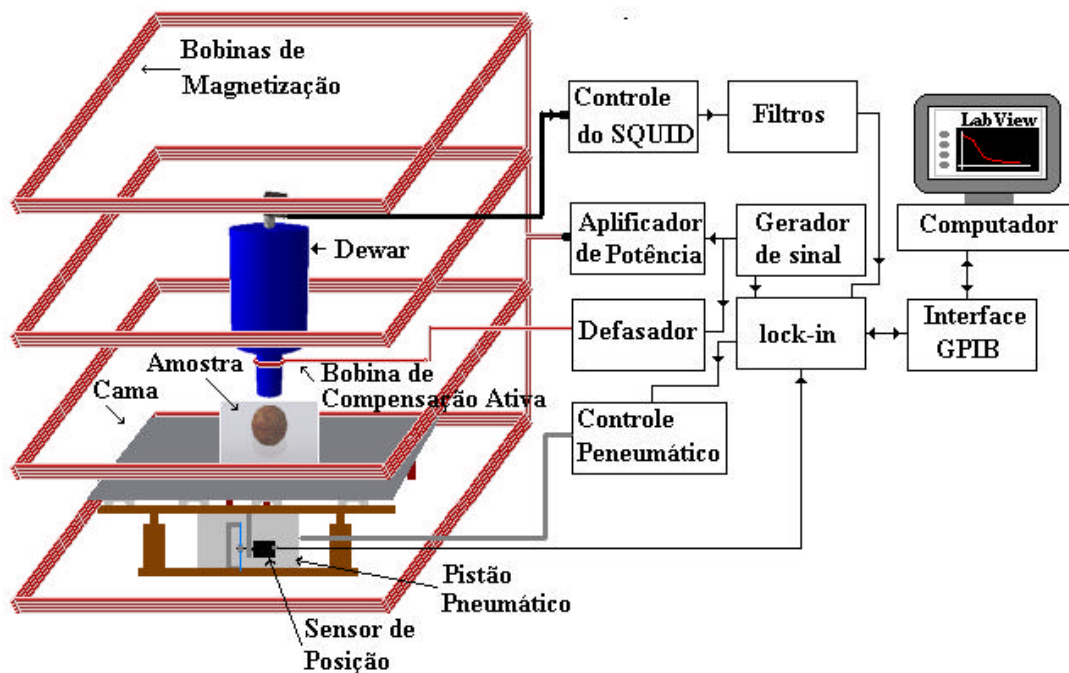 Bobinas de
Magnetização
Controle
do SQUID
Filtros
LabView
Computador
Aplificador
de Potência
Gerador
de sinal
Dewar
Defasador
lock-in
Interface
GPIB
Amostra
Cama
Bobina de
Compensação Ativa
Controle
Peneumático
Pistão
Pneumático
Sensor de
Posição